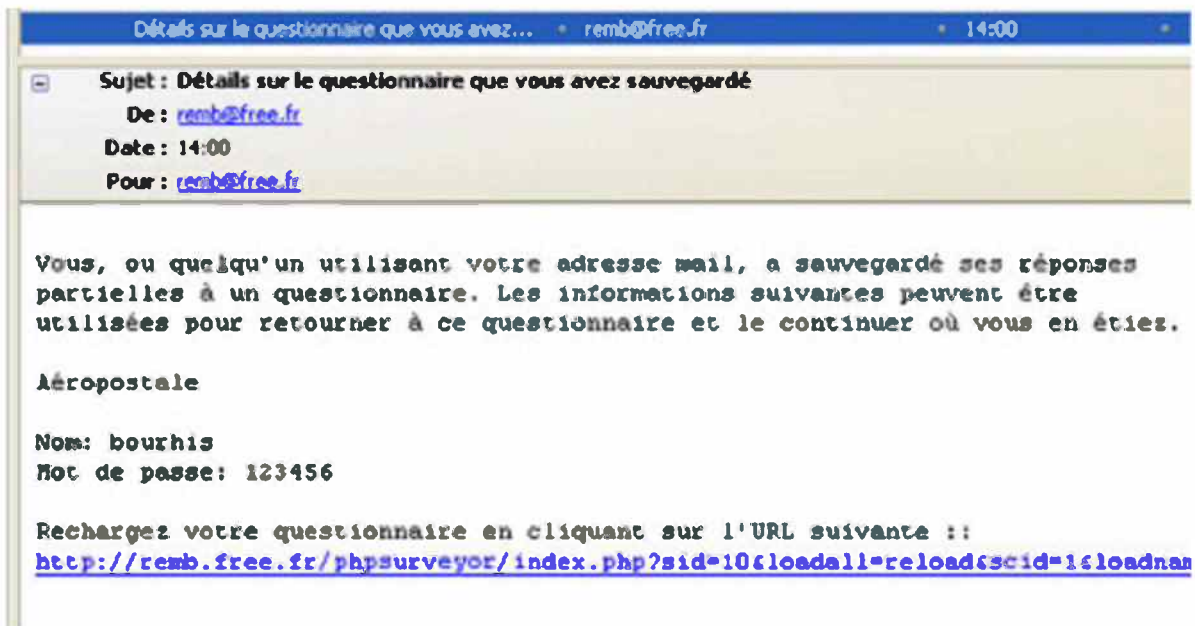 Détails sur le questionnaire que vous avez... • remb@free.fr • 14:00 •
Sujet : Détails sur le questionnaire que vous avez sauvegardé
De : remb@free.fr
Date : 14:00
Pour : remb@free.fr
Vous, ou quelqu'un utilisant votre adresse mail, a sauvegardé ses réponses
partielles à un questionnaire. Les informations suivantes peuvent être
utilisées pour retourner à ce questionnaire et le continuer où vous en étiez.
Aéropostale
Nom: bourhis
Mot de passe: 123456
Rechargez votre questionnaire en cliquant sur l'URL suivante ::
http://remb.free.fr/phpsurveyor/index.php?sid=10&loadall=reload&scid=1&loadnam